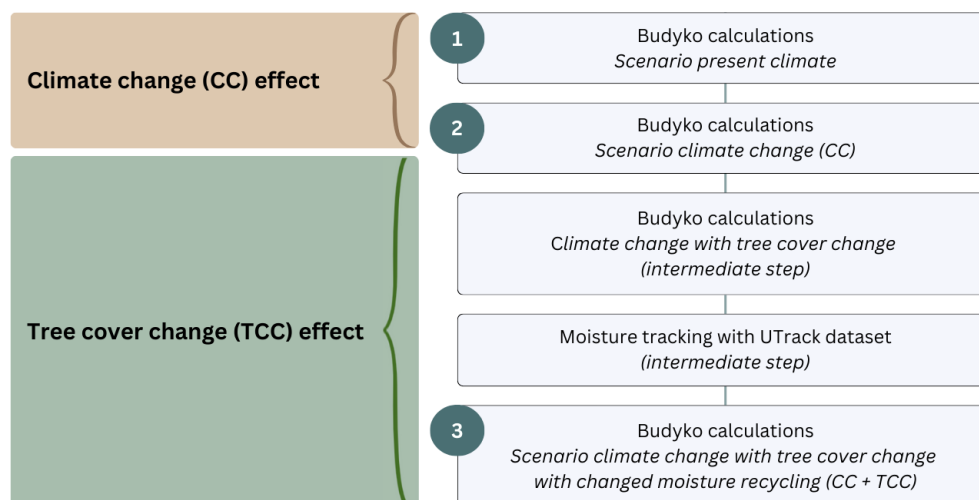 Climate change (CC) effect
1
Budyko calculations
Scenario present climate
2
Budyko calculations
Scenario climate change (CC)
Tree cover change (TCC) effect
Budyko calculations
Climate change with tree cover change
(intermediate step)
Moisture tracking with UTrack dataset
(intermediate step)
3
Budyko calculations
Scenario climate change with tree cover change
with changed moisture recycling (CC + TCC)